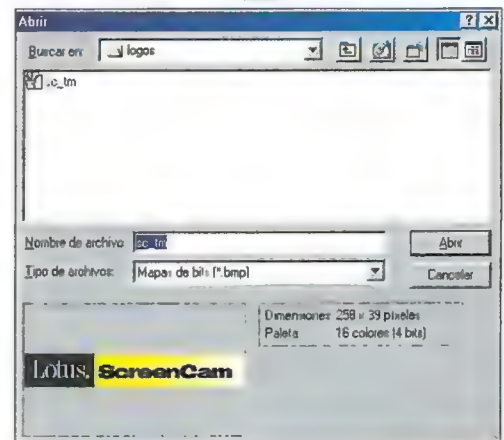 Abrir
Buscar en: logos
sc_tm
Nombre de archivo: sc_tm Abrir
Tipo de archivos: Mapas de bits (*.bmp) Cancelar
Dimensiones 258 x 39 píxeles
Paleta 16 colores (4 bits)
Lotus. ScreenCam